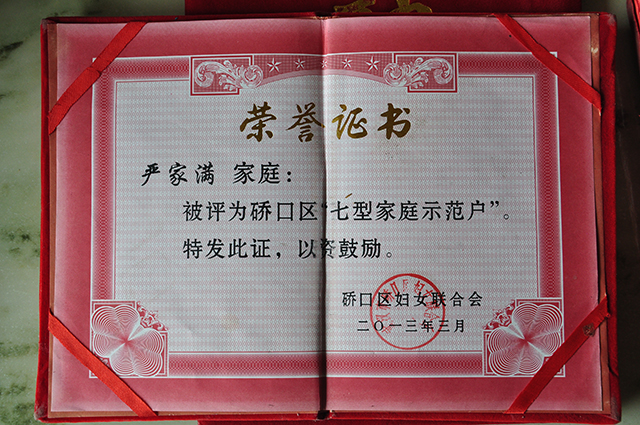 荣誉证书
严家满 家庭：
被评为硚口区“七型家庭示范户”。
特发此证，以资鼓励。
硚口区妇女联合会
二〇一三年三月